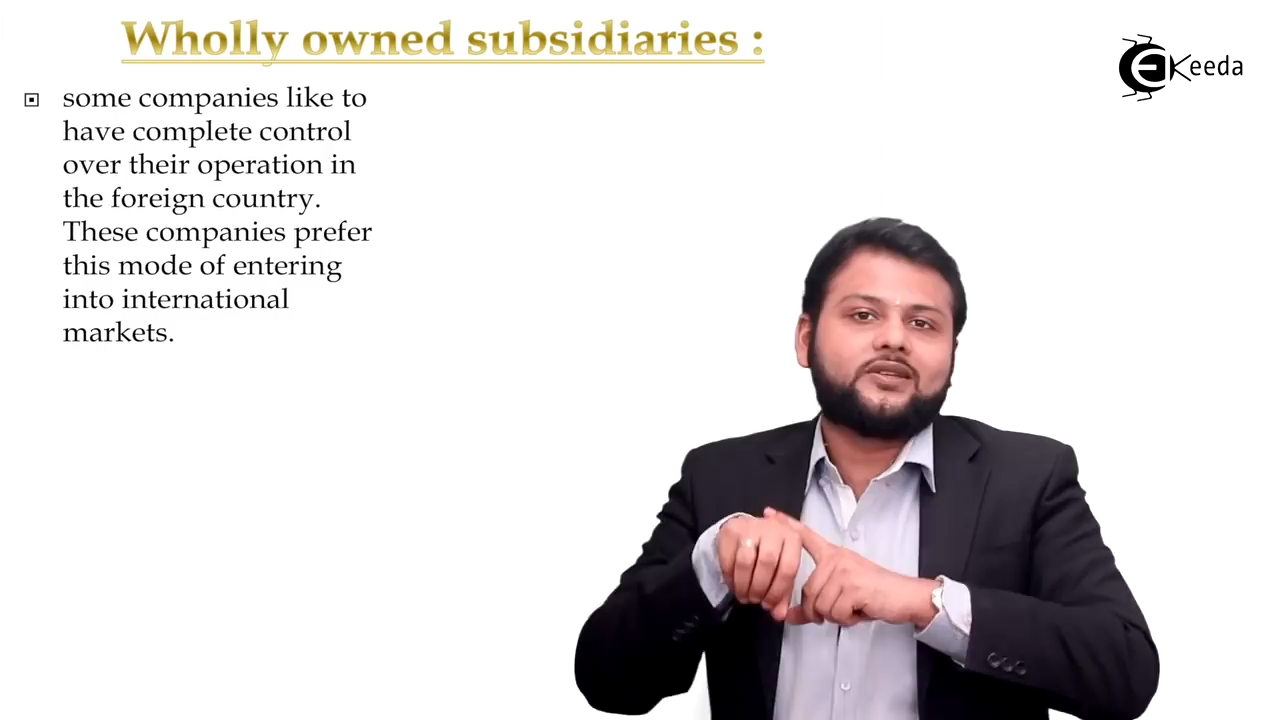 Wholly owned subsidiaries :
Keeda
some companies like to
have complete control
over their operation in
the foreign country.
These companies prefer
this mode of entering
into international
markets.